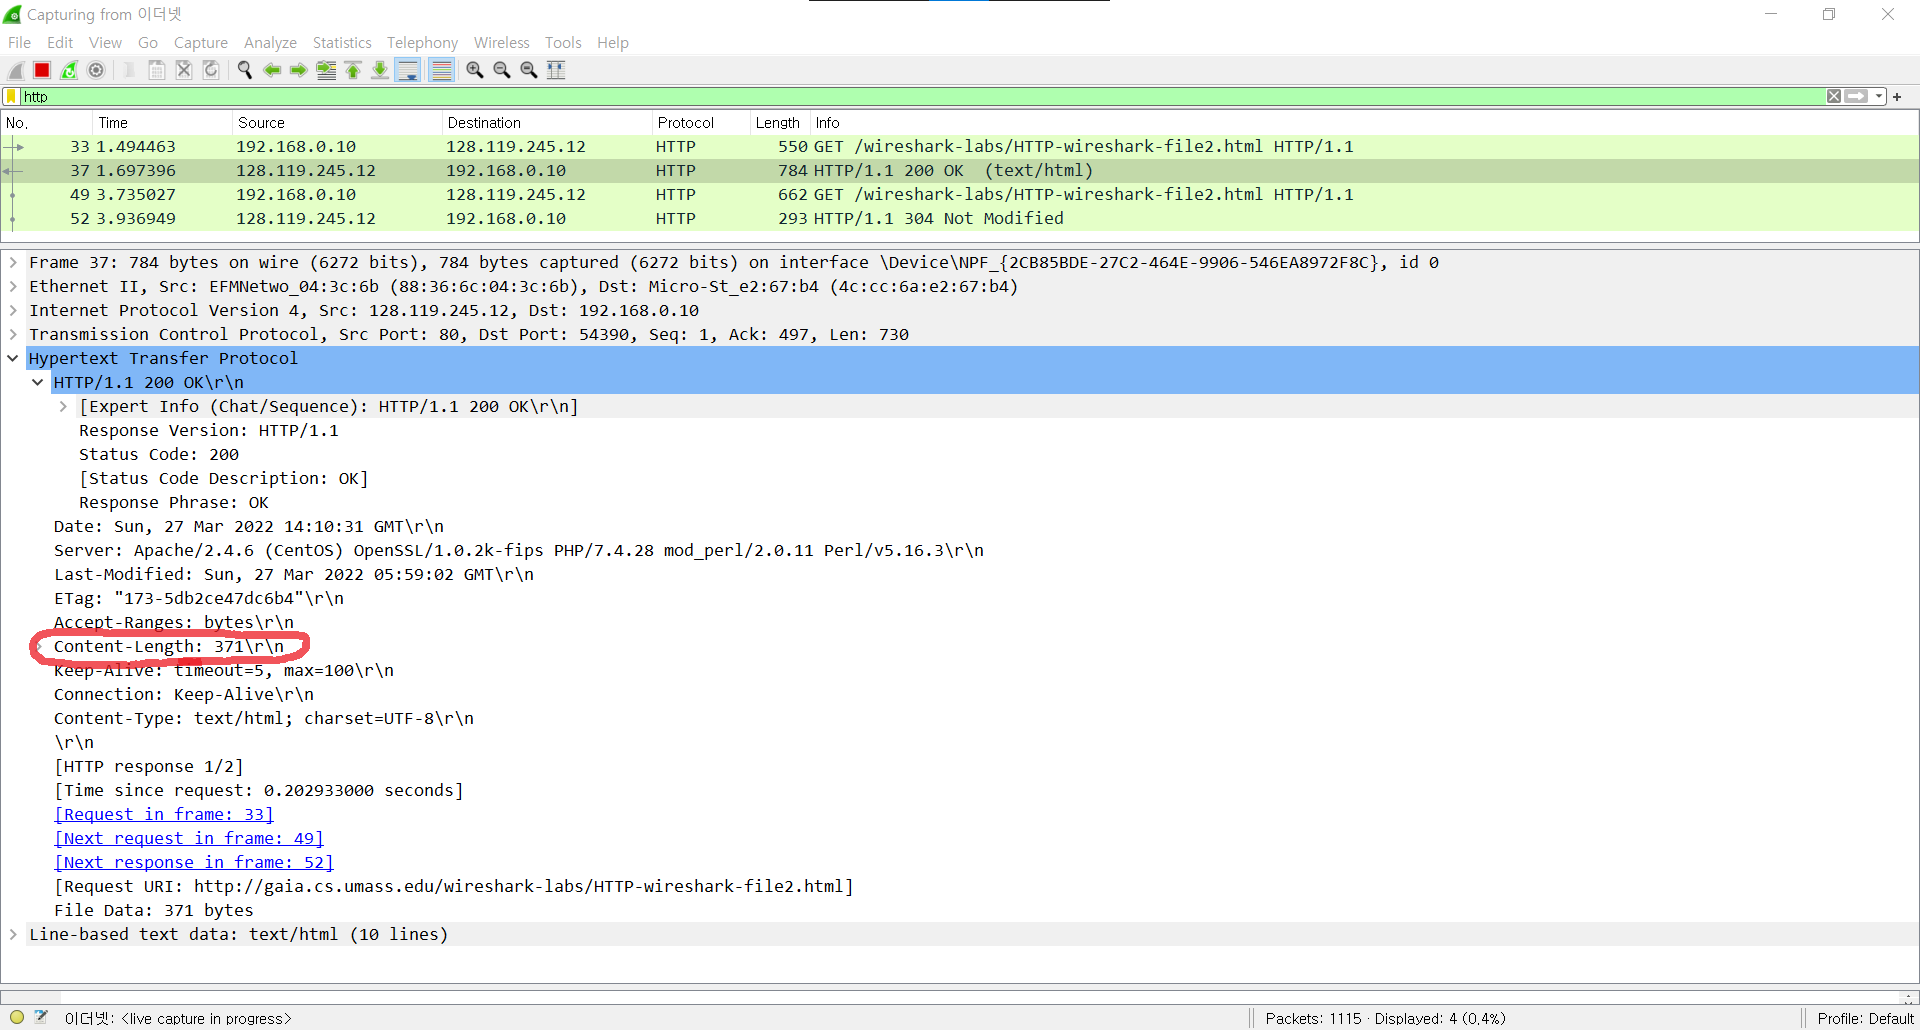 Capturing from 이더넷
File Edit View Go Capture Analyze Statistics Telephony Wireless Tools Help
http
No. Time Source Destination Protocol Length Info
33 1.494463 192.168.0.10 128.119.245.12 HTTP 550 GET /wireshark-labs/HTTP-wireshark-file2.html HTTP/1.1
37 1.697396 128.119.245.12 192.168.0.10 HTTP 784 HTTP/1.1 200 OK (text/html)
49 3.735027 192.168.0.10 128.119.245.12 HTTP 662 GET /wireshark-labs/HTTP-wireshark-file2.html HTTP/1.1
52 3.936949 128.119.245.12 192.168.0.10 HTTP 293 HTTP/1.1 304 Not Modified
Frame 37: 784 bytes on wire (6272 bits), 784 bytes captured (6272 bits) on interface \Device\NPF_{2CB85BDE-27C2-464E-9906-546EA8972F8C}, id 0
Ethernet II, Src: EFMNetwo_04:3c:6b (88:36:6c:04:3c:6b), Dst: Micro-St_e2:67:b4 (4c:cc:6a:e2:67:b4)
Internet Protocol Version 4, Src: 128.119.245.12, Dst: 192.168.0.10
Transmission Control Protocol, Src Port: 80, Dst Port: 54390, Seq: 1, Ack: 497, Len: 730
Hypertext Transfer Protocol
HTTP/1.1 200 OK\r\n
[Expert Info (Chat/Sequence): HTTP/1.1 200 OK\r\n]
Response Version: HTTP/1.1
Status Code: 200
[Status Code Description: OK]
Response Phrase: OK
Date: Sun, 27 Mar 2022 14:10:31 GMT\r\n
Server: Apache/2.4.6 (CentOS) OpenSSL/1.0.2k-fips PHP/7.4.28 mod_perl/2.0.11 Perl/v5.16.3\r\n
Last-Modified: Sun, 27 Mar 2022 05:59:02 GMT\r\n
ETag: "173-5db2ce47dc6b4"\r\n
Accept-Ranges: bytes\r\n
Content-Length: 371\r\n
Keep-Alive: timeout=5, max=100\r\n
Connection: Keep-Alive\r\n
Content-Type: text/html; charset=UTF-8\r\n
\r\n
[HTTP response 1/2]
[Time since request: 0.202933000 seconds]
[Request in frame: 33]
[Next request in frame: 49]
[Next response in frame: 52]
[Request URI: http://gaia.cs.umass.edu/wireshark-labs/HTTP-wireshark-file2.html]
File Data: 371 bytes
Line-based text data: text/html (10 lines)
이더넷: <live capture in progress> Packets: 1115 · Displayed: 4 (0.4%) Profile: Default